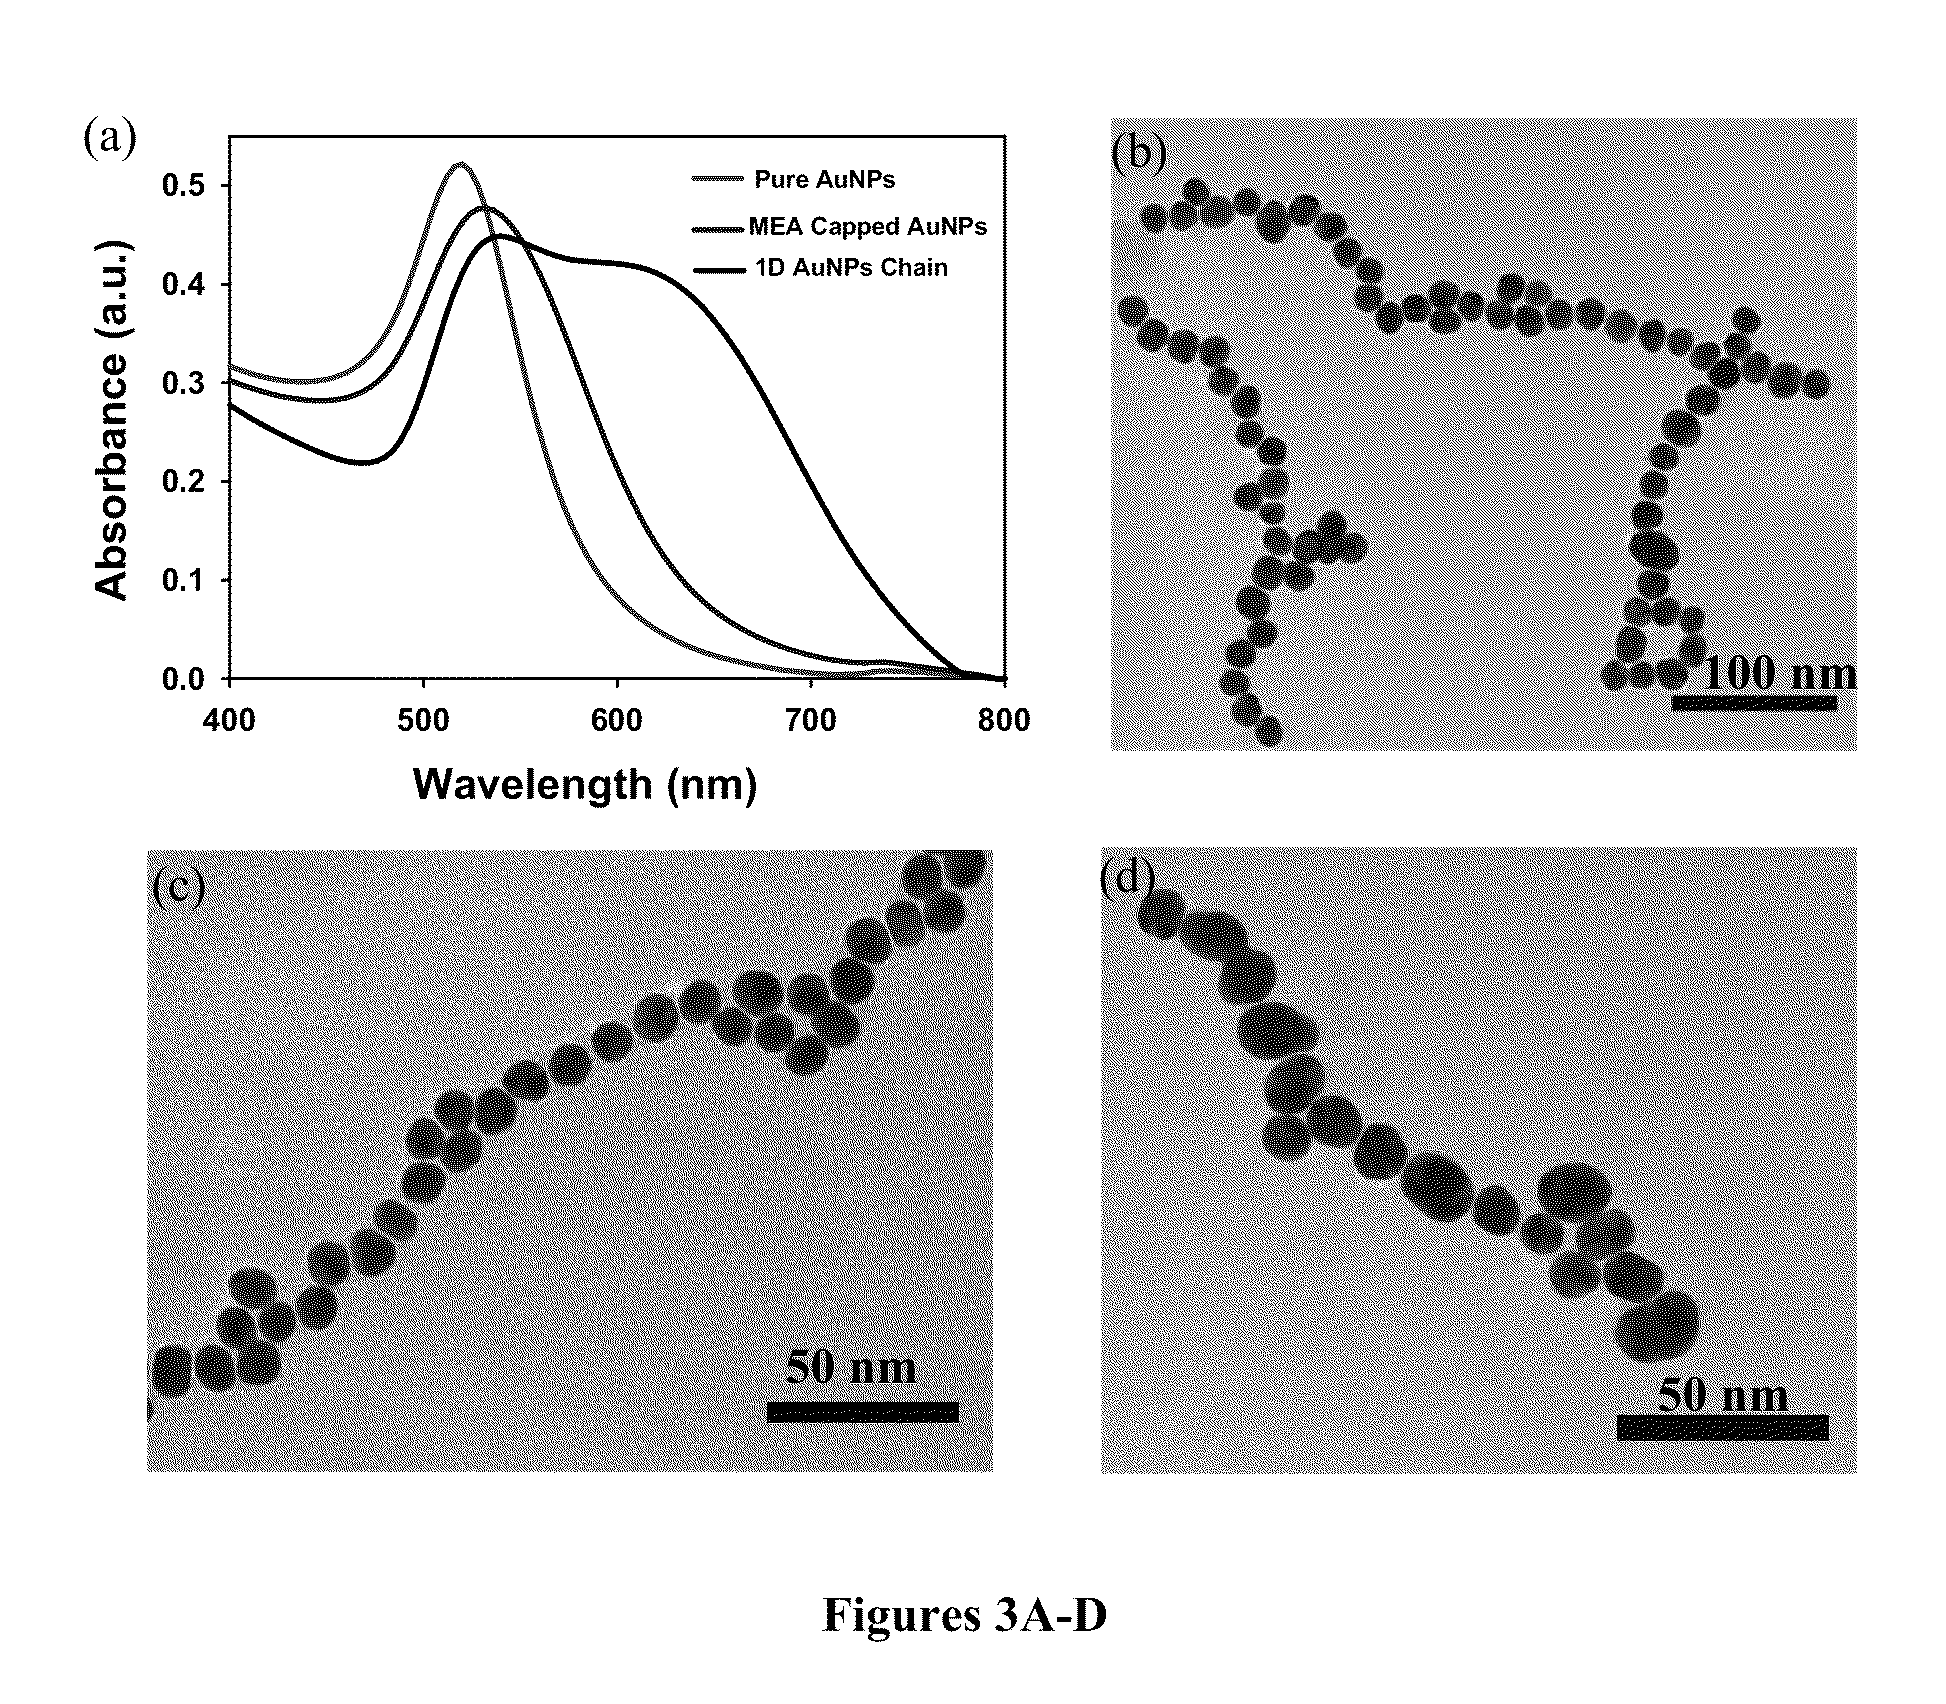 (a)
0.5
0.4
0.3
0.2
0.1
0.0
Absorbance (a.u.)
Pure AuNPs
MEA Capped AuNPs
1D AuNPs Chain
400 500 600 700 800
Wavelength (nm)
(b)
100 nm
(c)
50 nm
(d)
50 nm
Figures 3A-D